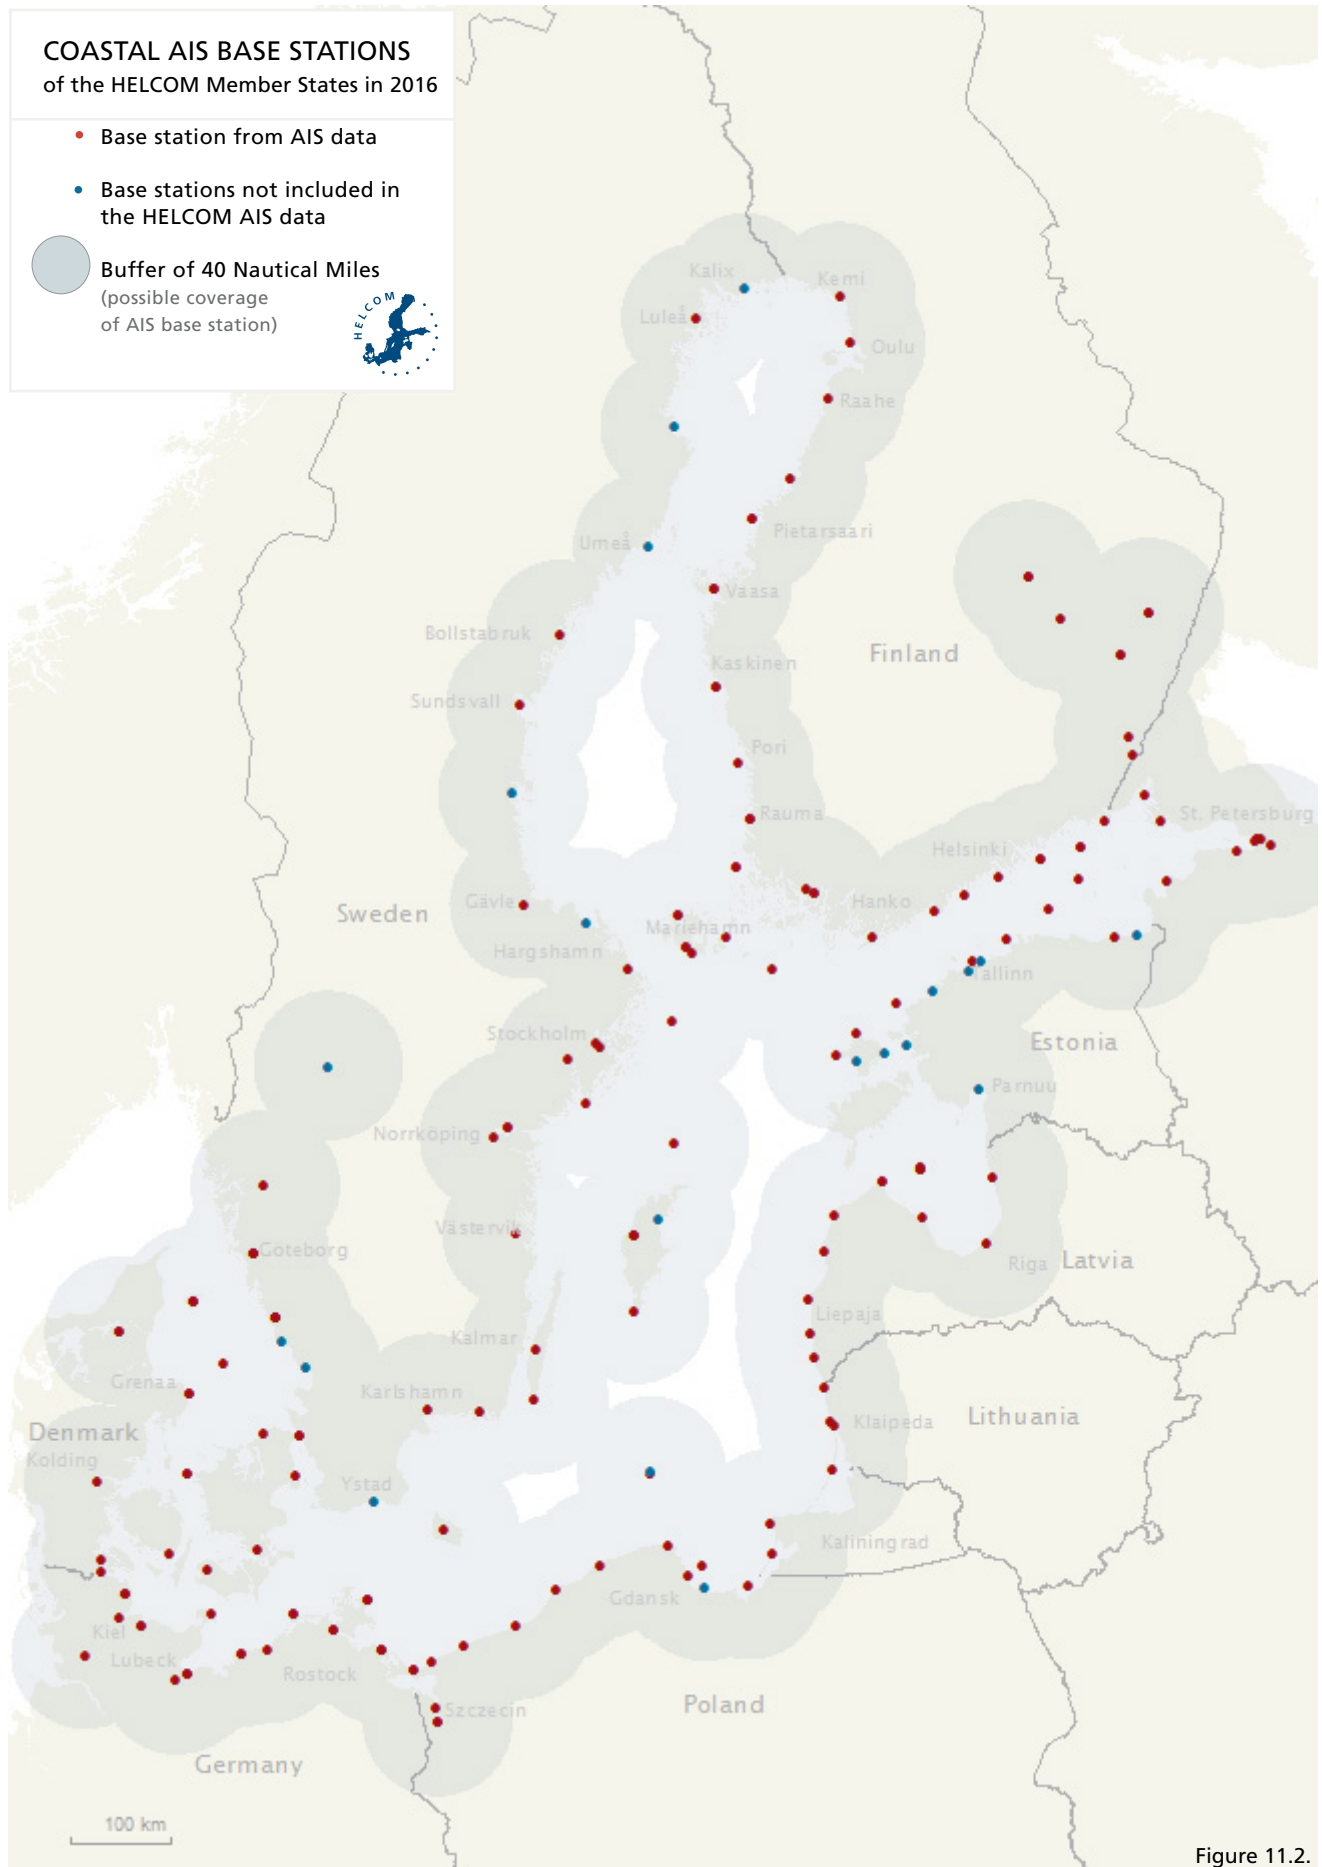 COASTAL AIS BASE STATIONS
of the HELCOM Member States in 2016
Base station from AIS data
Base stations not included in
the HELCOM AIS data
Buffer of 40 Nautical Miles
(possible coverage
of AIS base station)
HELCOM
Kalix
Kemi
Luleå
Oulu
Raahe
Pietarsaari
Umeå
Vaasa
Bollstabruk
Finland
Kaskinen
Sundsvall
Pori
Rauma
St. Petersburg
Helsinki
Gävle
Hanko
Sweden
Mariehamn
Hargshamn
Tallinn
Stockholm
Estonia
Parnuu
Norrköping
Västervik
Göteborg
Riga
Latvia
Liepaja
Kalmar
Grenaa
Karlshamn
Klaipeda
Lithuania
Denmark
Kolding
Ystad
Kaliningrad
Gdansk
Kiel
Lubeck
Rostock
Szczecin
Poland
Germany
100 km
Figure 11.2.